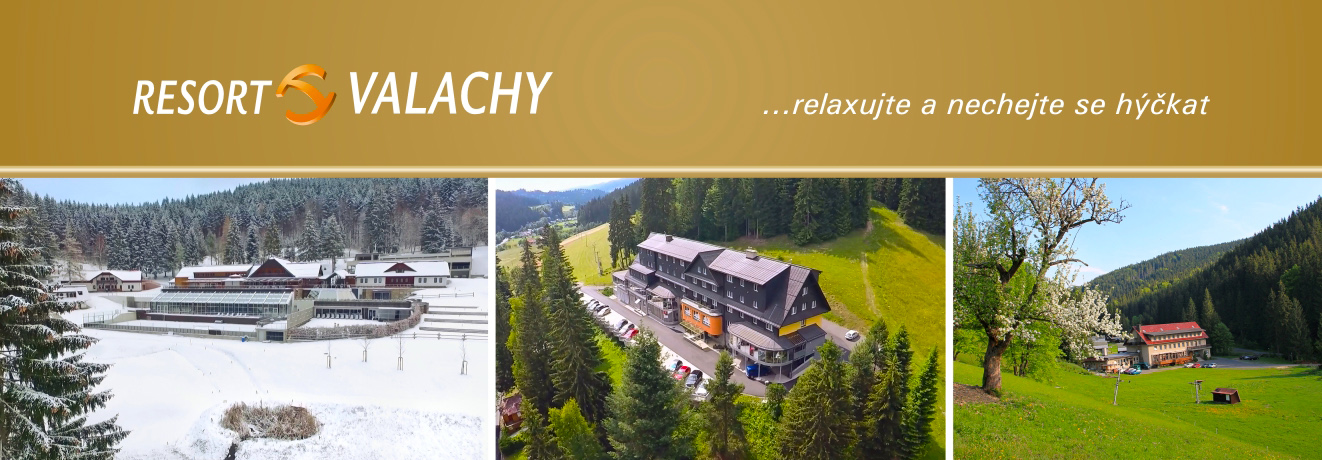 RESORT VALACHY
...relaxujte a nechejte se hýčkat